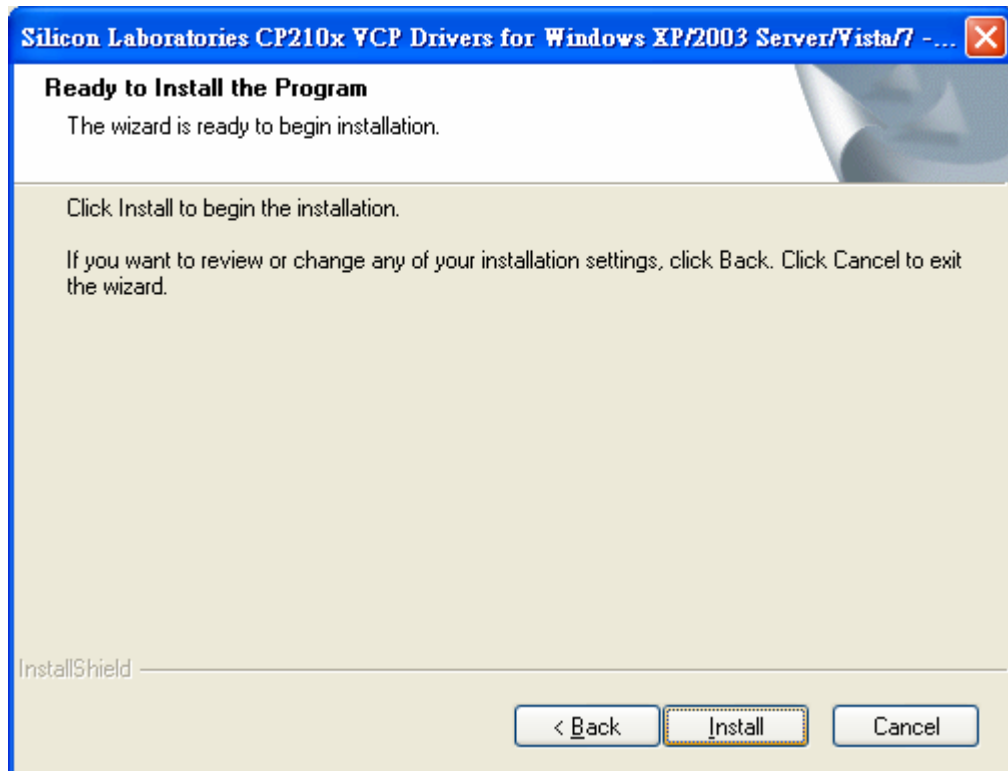 Silicon Laboratories CP210x VCP Drivers for Windows XP/2003 Server/Vista/7 -...
Ready to Install the Program
The wizard is ready to begin installation.
Click Install to begin the installation.
If you want to review or change any of your installation settings, click Back. Click Cancel to exit
the wizard.
InstallShield
< Back
Install
Cancel